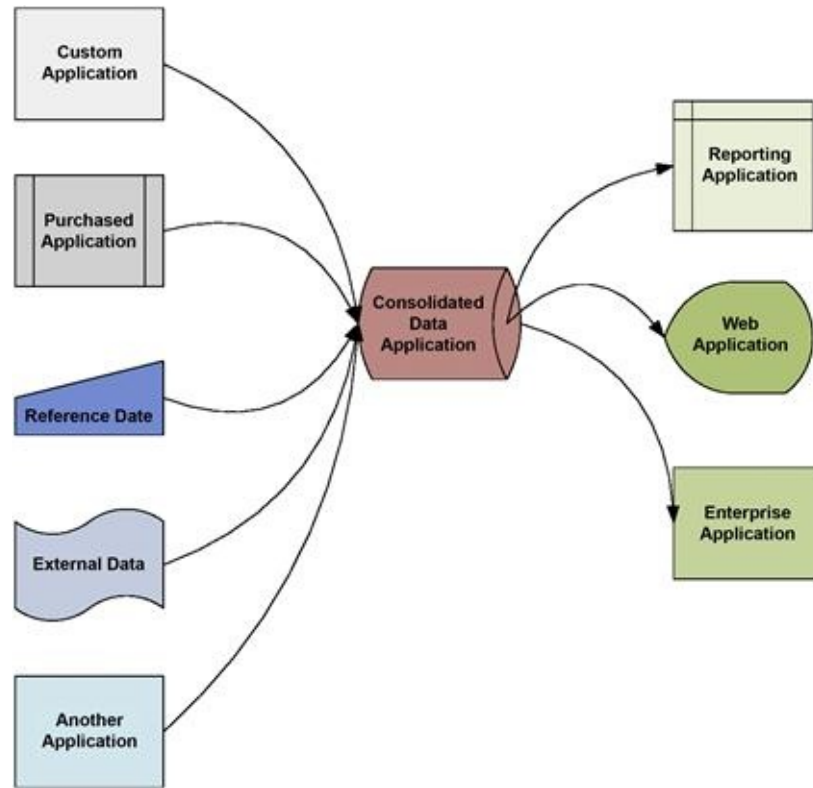 Custom
Application
Purchased
Application
Reference Date
External Data
Another
Application
Consolidated
Data
Application
Reporting
Application
Web
Application
Enterprise
Application